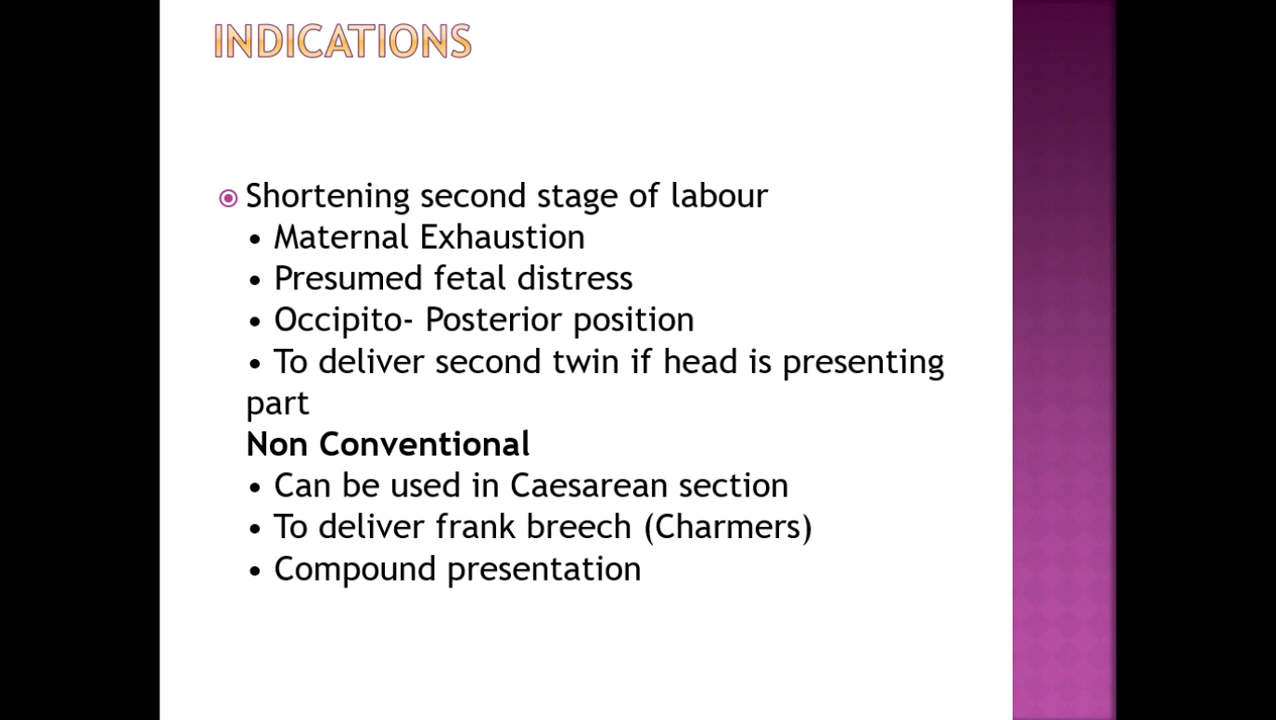 INDICATIONS
Shortening second stage of labour
• Maternal Exhaustion
• Presumed fetal distress
• Occipito- Posterior position
• To deliver second twin if head is presenting
part
Non Conventional
• Can be used in Caesarean section
• To deliver frank breech (Charmers)
• Compound presentation